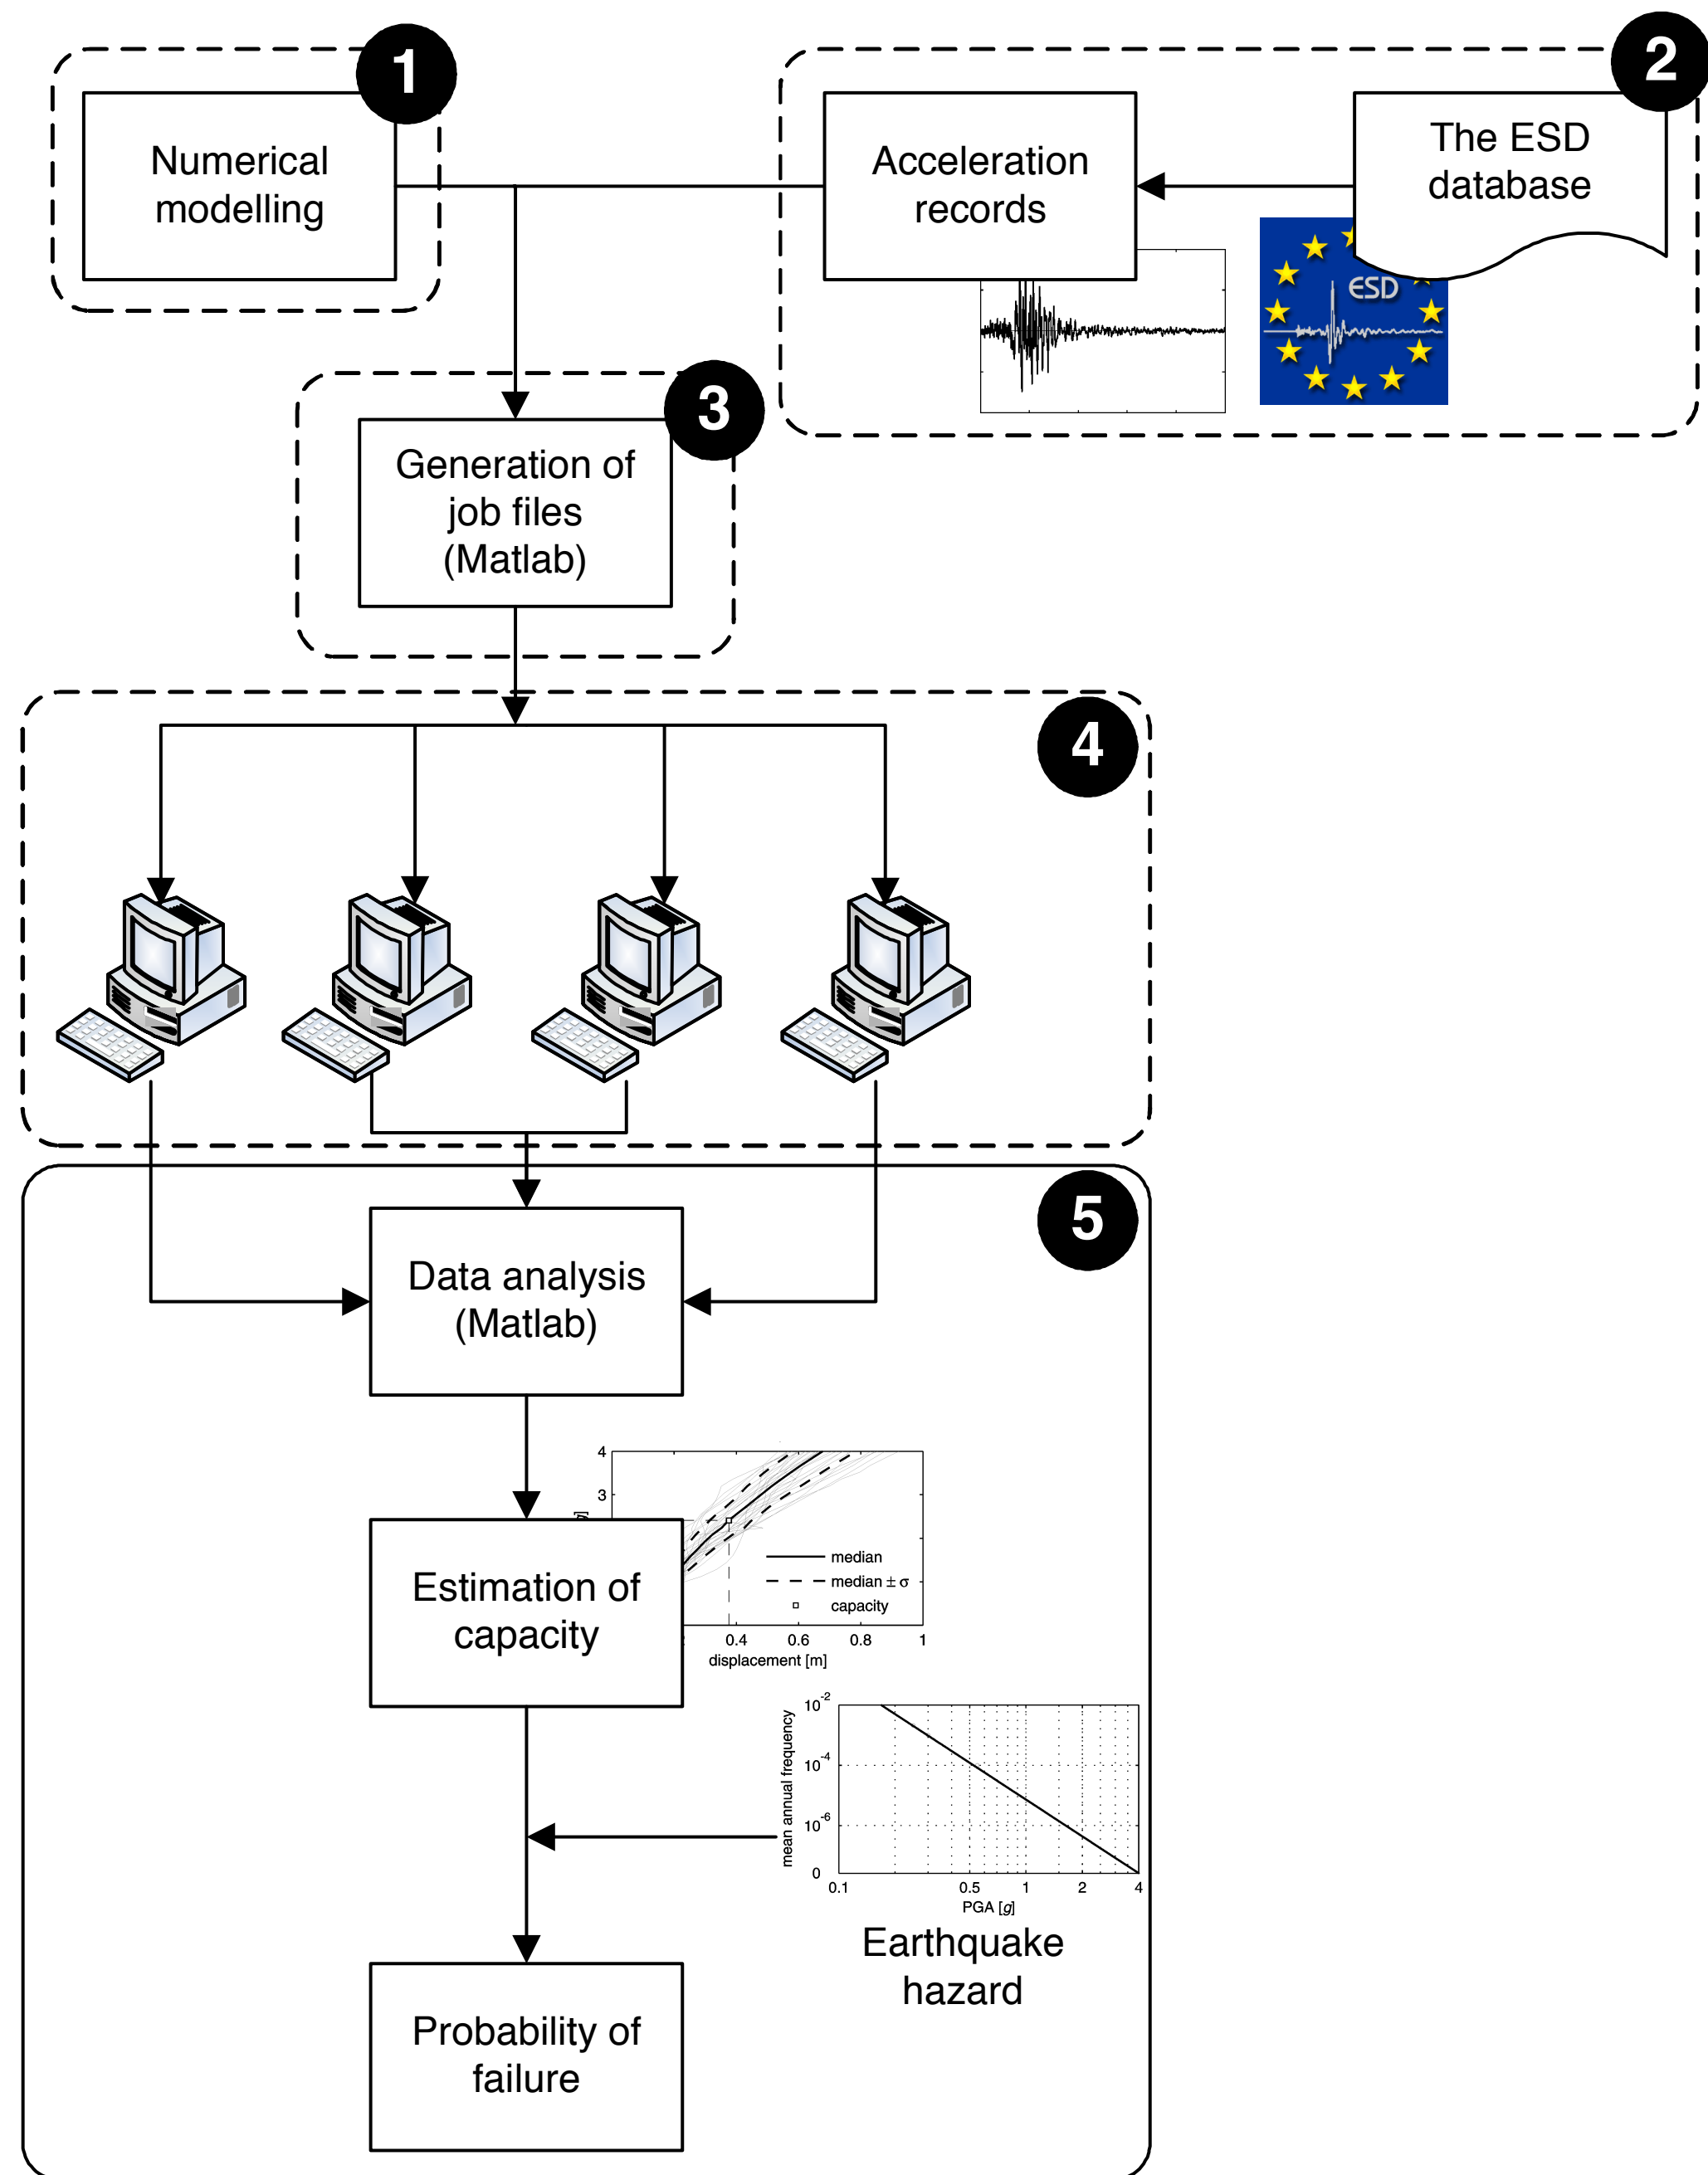 1
2
Numerical
modelling
Acceleration
records
The ESD
database
ESD
3
Generation of
job files
(Matlab)
4
5
Data analysis
(Matlab)
4
3
Estimation of
capacity
median
median ± σ
capacity
0.4 0.6 0.8 1
displacement [m]
mean annual frequency
10-2
10-4
10-6
0
0.1 0.5 1 2 4
PGA [g]
Earthquake
hazard
Probability of
failure